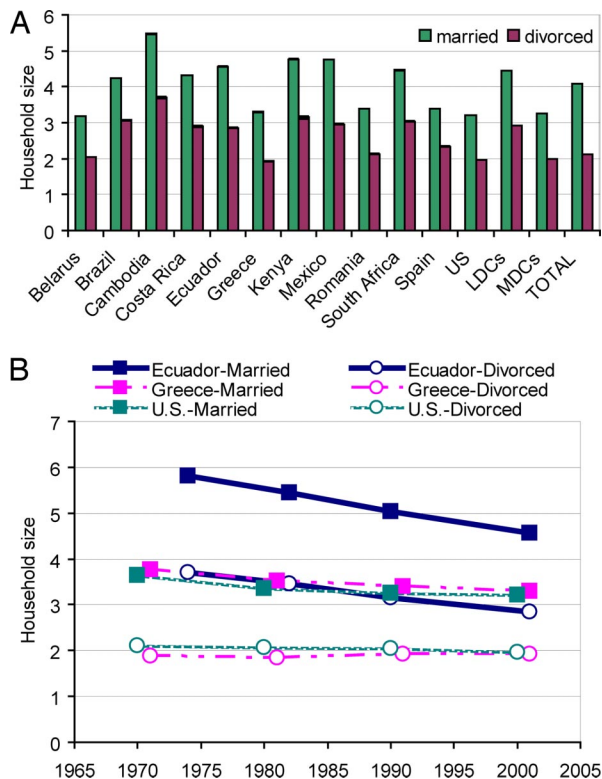 A
married divorced
Household size
6
5
4
3
2
1
0
Belarus
Brazil
Cambodia
Costa Rica
Ecuador
Greece
Kenya
Mexico
Romania
South Africa
Spain
US
LDCs
MDCs
TOTAL
B
Ecuador-Married Ecuador-Divorced
Greece-Married Greece-Divorced
U.S.-Married U.S.-Divorced
Household size
7
6
5
4
3
2
1
0
1965 1970 1975 1980 1985 1990 1995 2000 2005